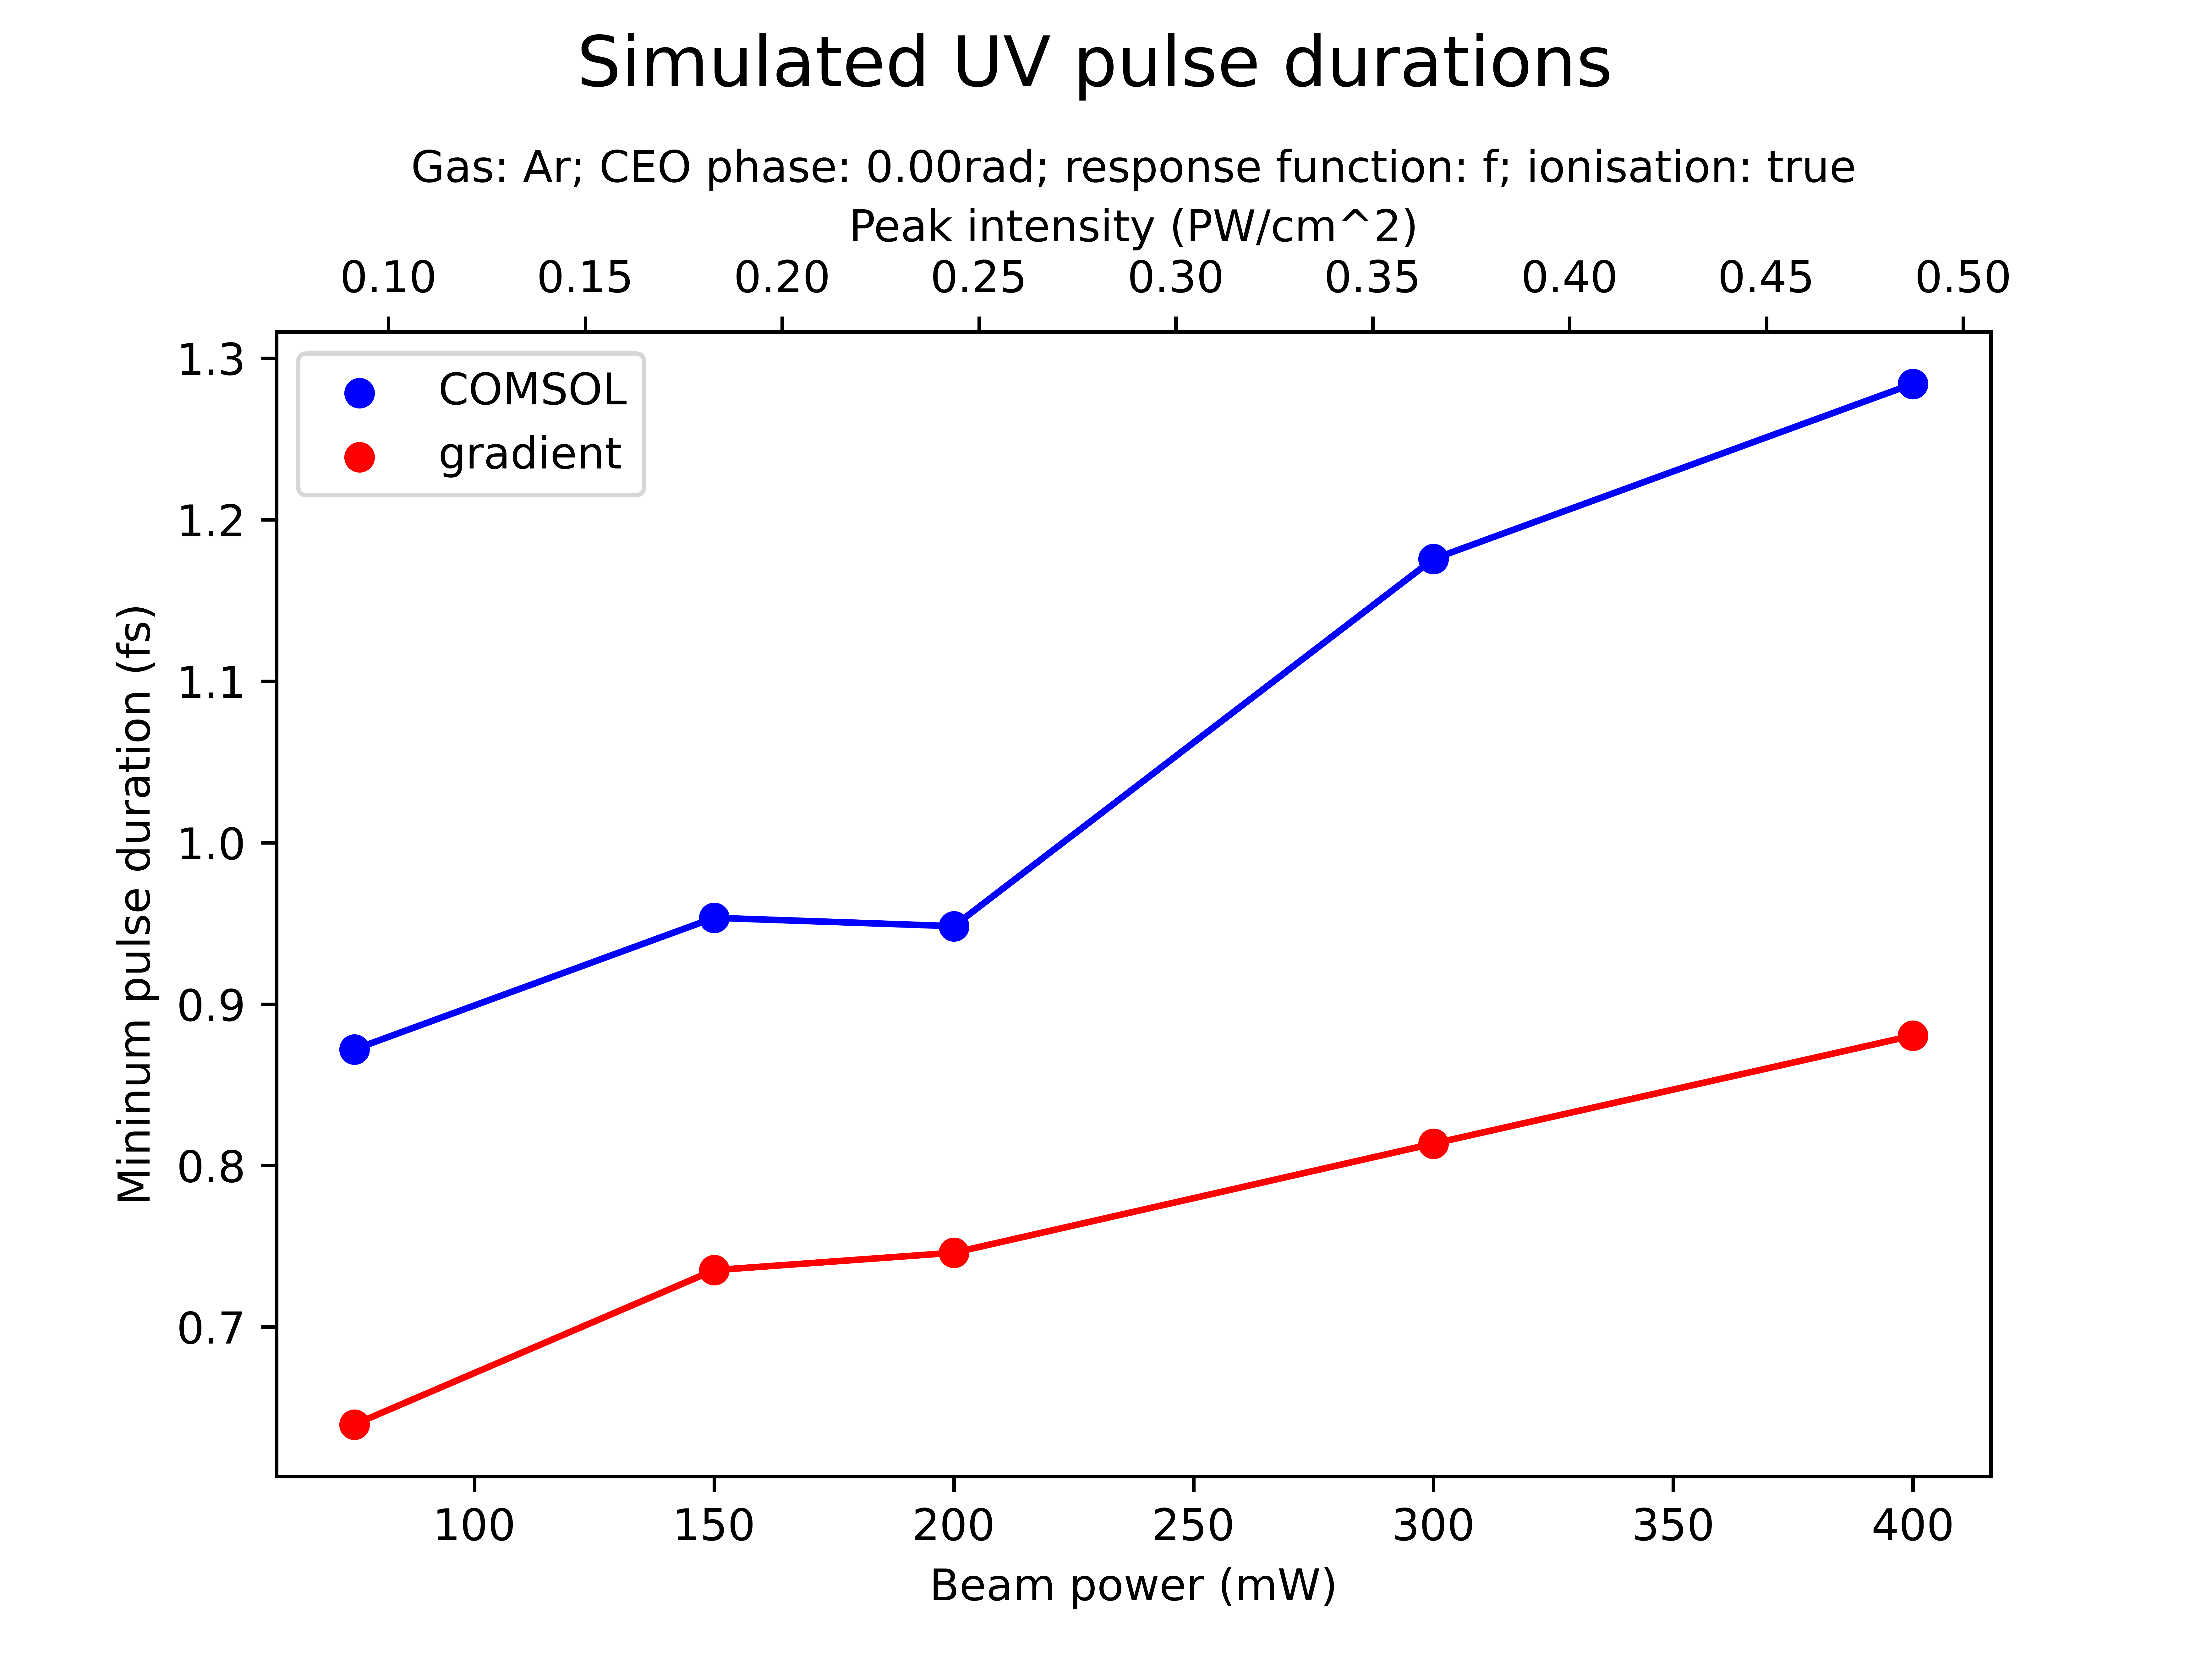 Simulated UV pulse durations
Gas: Ar; CEO phase: 0.00rad; response function: f; ionisation: true
Peak intensity (PW/cm^2)
0.10 0.15 0.20 0.25 0.30 0.35 0.40 0.45 0.50
COMSOL
gradient
1.3
1.2
1.1
1.0
0.9
0.8
0.7
Mininum pulse duration (fs)
100 150 200 250 300 350 400
Beam power (mW)